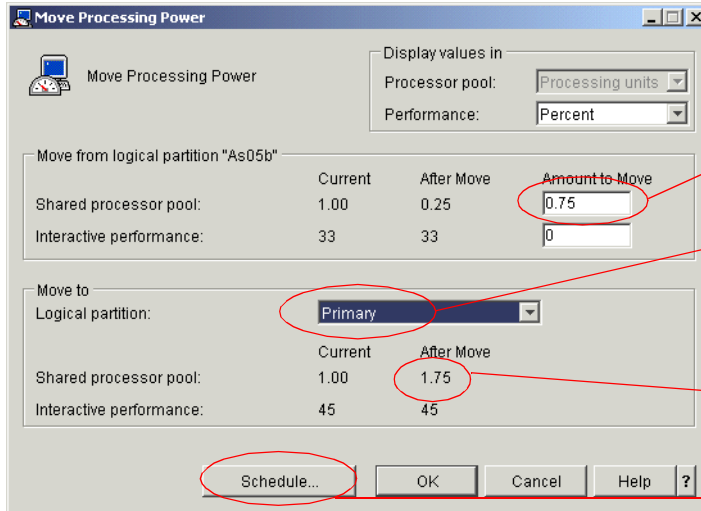 Move Processing Power
Display values in
Move Processing Power
Processor pool: Processing units
Performance: Percent
Move from logical partition "As05b"
Current After Move Amount to Move
Shared processor pool: 1.00 0.25 0.75
Interactive performance: 33 33 0
Move to
Logical partition: Primary
Current After Move
Shared processor pool: 1.00 1.75
Interactive performance: 45 45
Schedule... OK Cancel Help ?